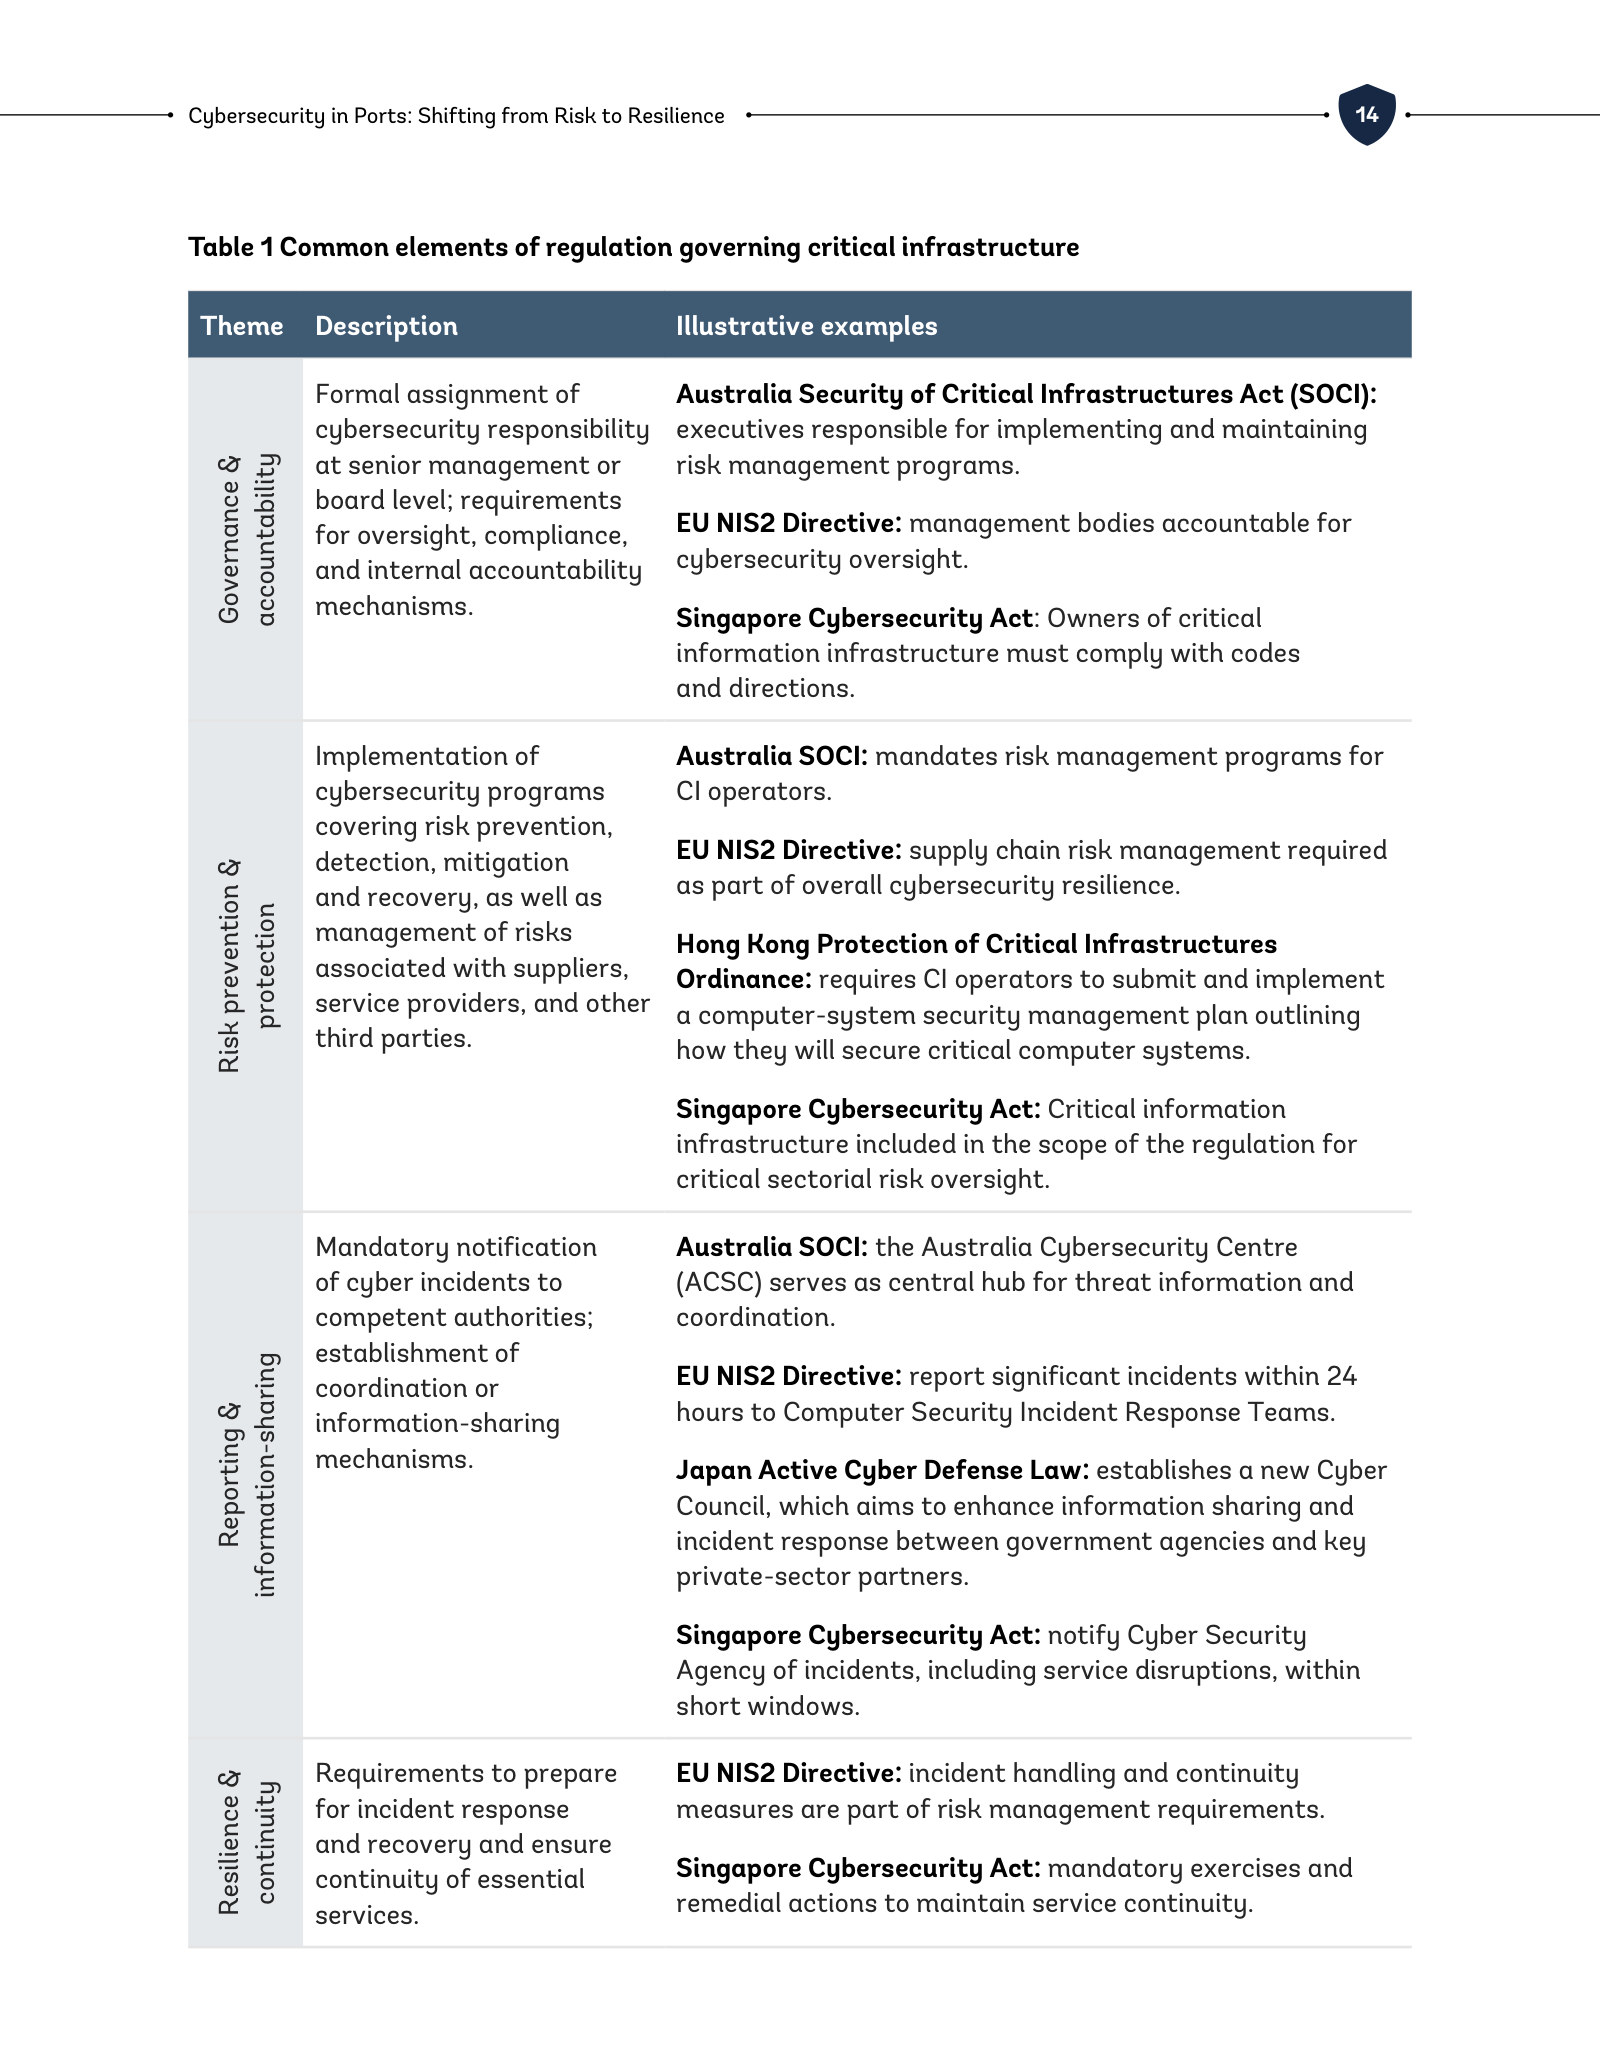 Cybersecurity in Ports: Shifting from Risk to Resilience
14
Table 1 Common elements of regulation governing critical infrastructure
Theme
Description
Illustrative examples
Governance &
accountability
Formal assignment of
cybersecurity responsibility
at senior management or
board level; requirements
for oversight, compliance,
and internal accountability
mechanisms.
Australia Security of Critical Infrastructures Act (SOCI):
executives responsible for implementing and maintaining
risk management programs.
EU NIS2 Directive: management bodies accountable for
cybersecurity oversight.
Singapore Cybersecurity Act: Owners of critical
information infrastructure must comply with codes
and directions.
Risk prevention &
protection
Implementation of
cybersecurity programs
covering risk prevention,
detection, mitigation
and recovery, as well as
management of risks
associated with suppliers,
service providers, and other
third parties.
Australia SOCI: mandates risk management programs for
CI operators.
EU NIS2 Directive: supply chain risk management required
as part of overall cybersecurity resilience.
Hong Kong Protection of Critical Infrastructures
Ordinance: requires CI operators to submit and implement
a computer-system security management plan outlining
how they will secure critical computer systems.
Singapore Cybersecurity Act: Critical information
infrastructure included in the scope of the regulation for
critical sectorial risk oversight.
Reporting &
information-sharing
Mandatory notification
of cyber incidents to
competent authorities;
establishment of
coordination or
information-sharing
mechanisms.
Australia SOCI: the Australia Cybersecurity Centre
(ACSC) serves as central hub for threat information and
coordination.
EU NIS2 Directive: report significant incidents within 24
hours to Computer Security Incident Response Teams.
Japan Active Cyber Defense Law: establishes a new Cyber
Council, which aims to enhance information sharing and
incident response between government agencies and key
private-sector partners.
Singapore Cybersecurity Act: notify Cyber Security
Agency of incidents, including service disruptions, within
short windows.
Resilience &
continuity
Requirements to prepare
for incident response
and recovery and ensure
continuity of essential
services.
EU NIS2 Directive: incident handling and continuity
measures are part of risk management requirements.
Singapore Cybersecurity Act: mandatory exercises and
remedial actions to maintain service continuity.